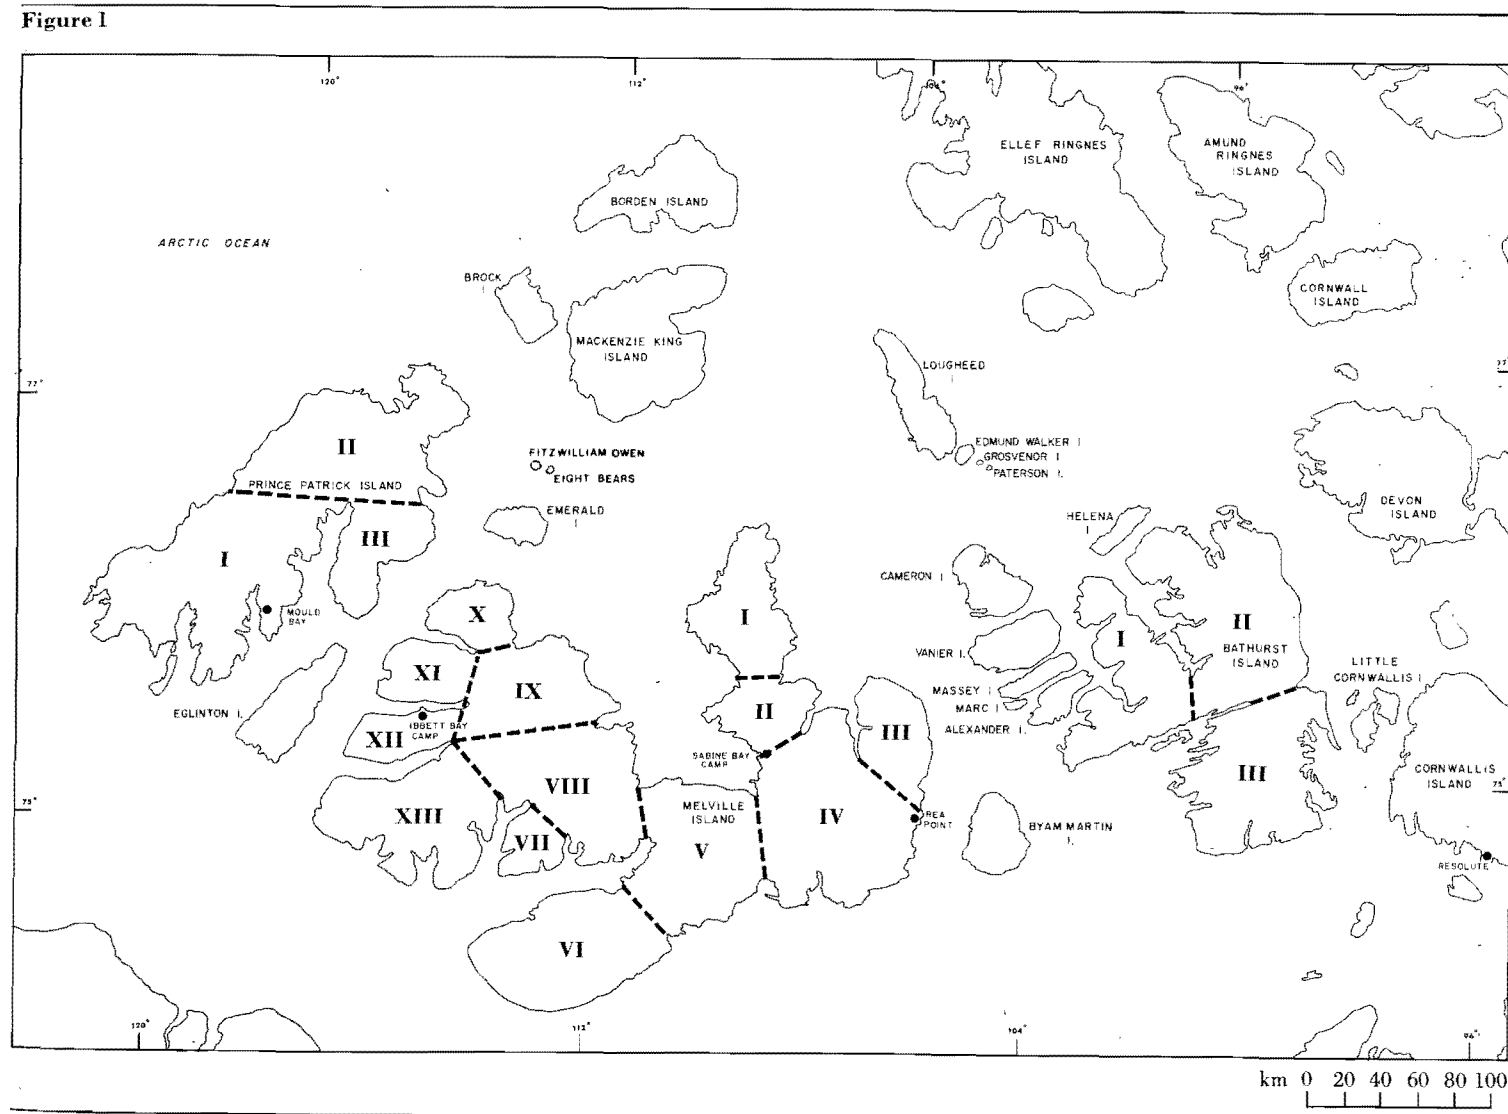 Figure 1
120°
112°
104°
96°
ELLEF RINGNES
ISLAND
AMUND
RINGNES
ISLAND
BORDEN ISLAND
ARCTIC OCEAN
BROCK
I
CORNWALL
ISLAND
MACKENZIE KING
ISLAND
LOUGHEED
I
77°
77°
II
FITZWILLIAM OWEN
EIGHT BEARS
EDMUND WALKER I
GROSVENOR I
PATERSON I.
PRINCE PATRICK ISLAND
DEVON
ISLAND
EMERALD
I
HELENA
I
III
I
CAMERON I
MOULD
BAY
X
I
II
I
BATHURST
ISLAND
VANIER I.
LITTLE
CORNWALLIS I
XI
IX
MASSEY I
MARC I
ALEXANDER I.
EGLINTON I.
IBBETT BAY
CAMP
XII
II
III
SABINE BAY
CAMP
III
CORNWALLIS
ISLAND
75°
75°
VIII
MELVILLE
ISLAND
XIII
IV
REA
POINT
BYAM MARTIN
I.
VII
V
RESOLUTE
VI
120°
112°
104°
96°
km 0 20 40 60 80 100